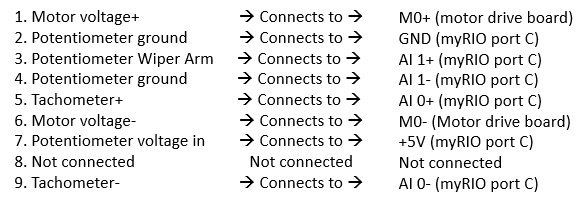 1. Motor voltage+ → Connects to → M0+ (motor drive board)
2. Potentiometer ground → Connects to → GND (myRIO port C)
3. Potentiometer Wiper Arm → Connects to → AI 1+ (myRIO port C)
4. Potentiometer ground → Connects to → AI 1- (myRIO port C)
5. Tachometer+ → Connects to → AI 0+ (myRIO port C)
6. Motor voltage- → Connects to → M0- (Motor drive board)
7. Potentiometer voltage in → Connects to → +5V (myRIO port C)
8. Not connected Not connected Not connected
9. Tachometer- → Connects to → AI 0- (myRIO port C)